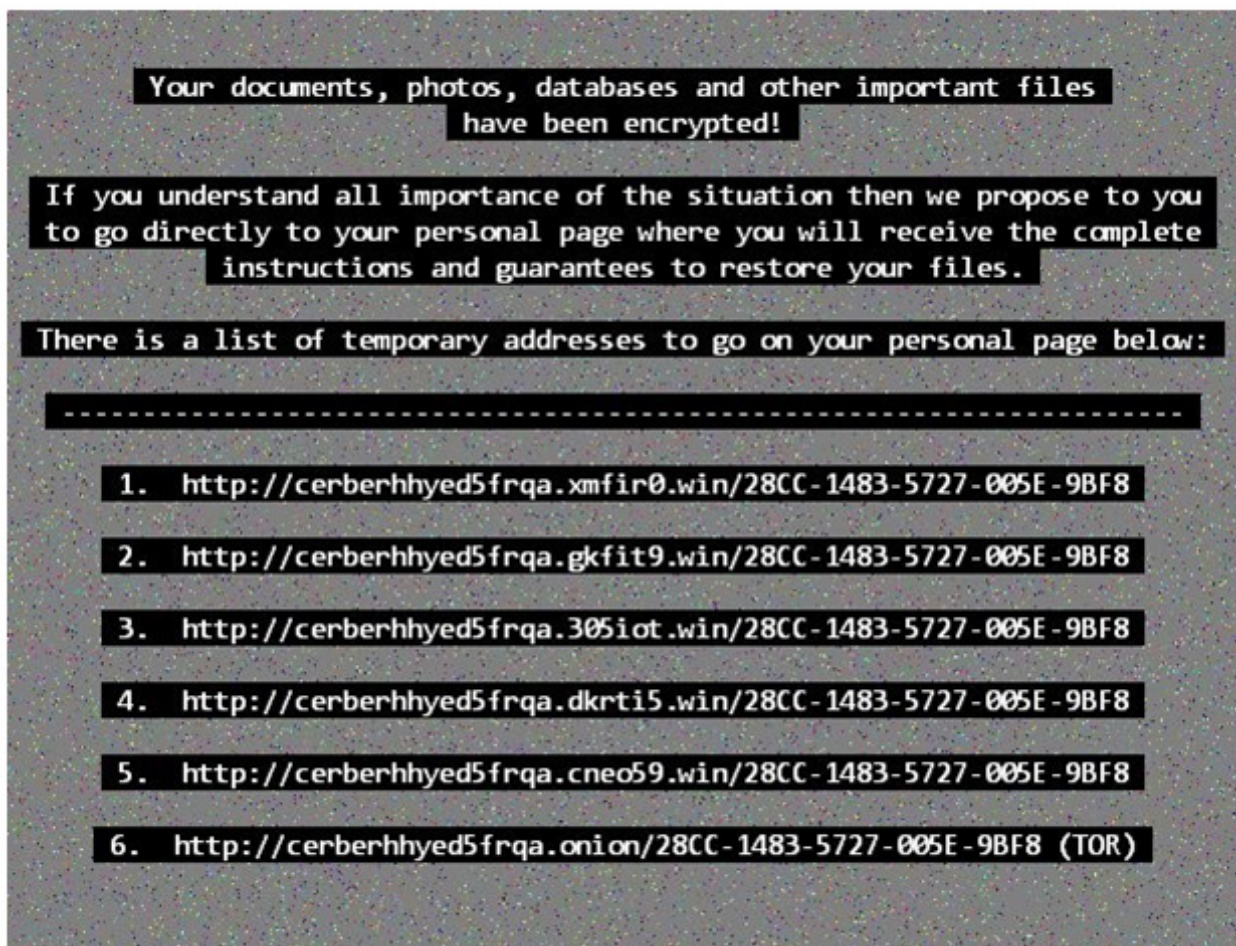 Your documents, photos, databases and other important files
have been encrypted!
If you understand all importance of the situation then we propose to you
to go directly to your personal page where you will receive the complete
instructions and guarantees to restore your files.
There is a list of temporary addresses to go on your personal page below:
-----------------------------------------------------------------------
1. http://cerberhhyed5frqa.xmfir0.win/28CC-1483-5727-005E-9BF8
2. http://cerberhhyed5frqa.gkfit9.win/28CC-1483-5727-005E-9BF8
3. http://cerberhhyed5frqa.305iot.win/28CC-1483-5727-005E-9BF8
4. http://cerberhhyed5frqa.dkrti5.win/28CC-1483-5727-005E-9BF8
5. http://cerberhhyed5frqa.cneo59.win/28CC-1483-5727-005E-9BF8
6. http://cerberhhyed5frqa.onion/28CC-1483-5727-005E-9BF8 (TOR)